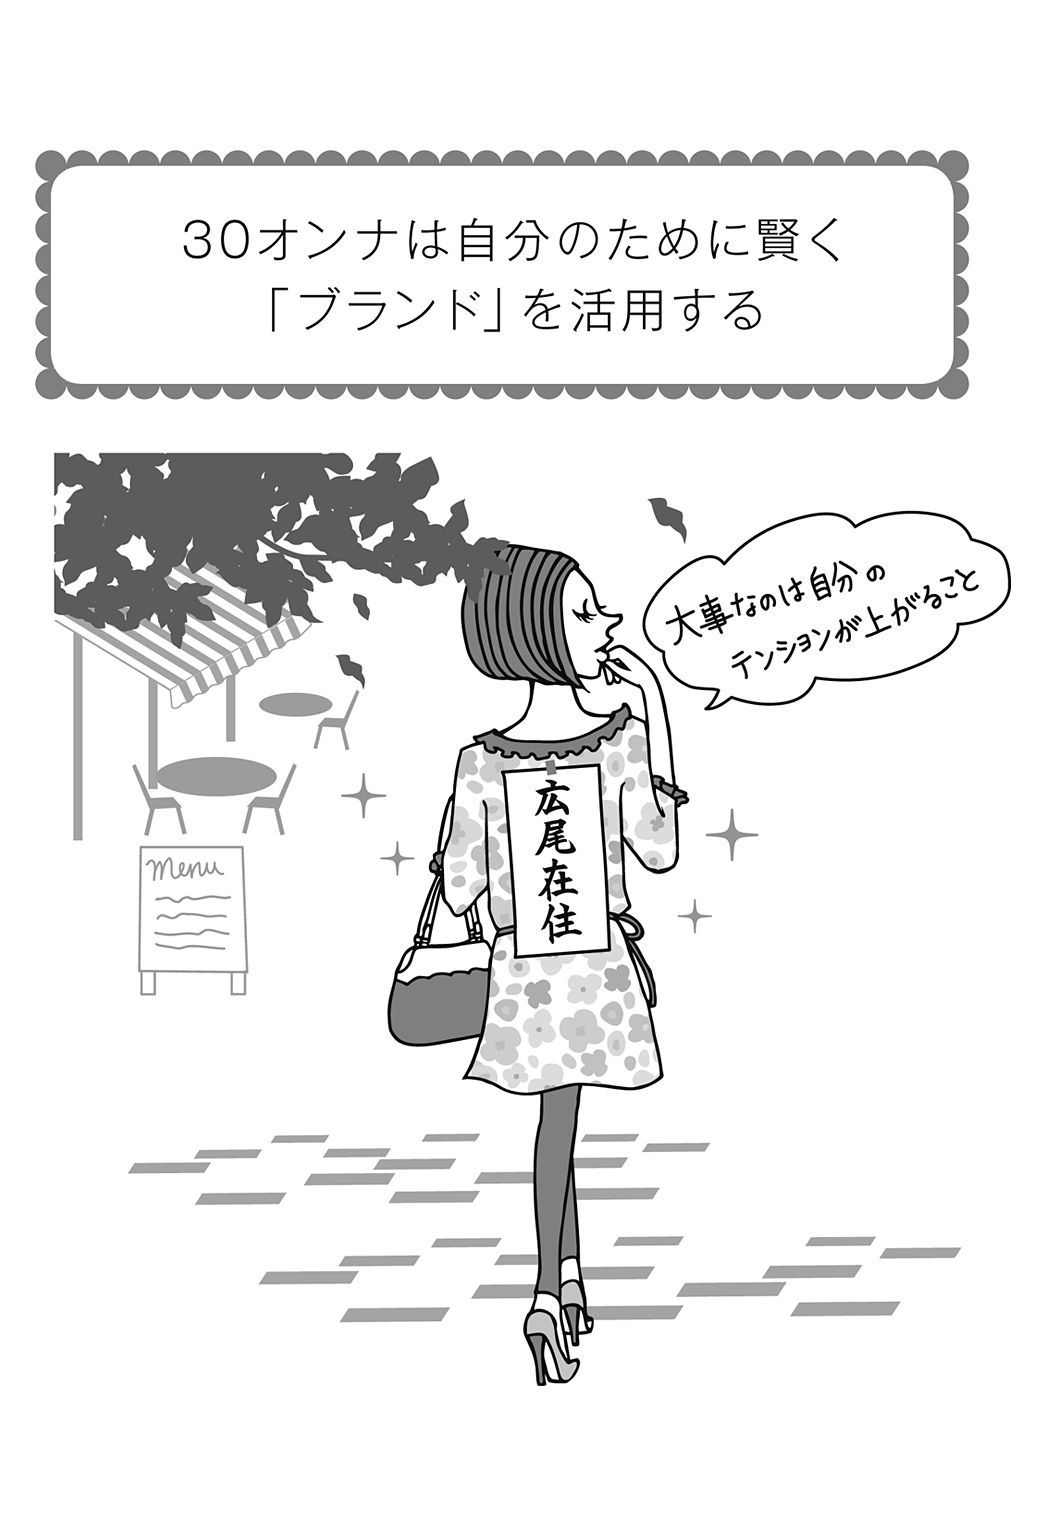 30オンナは自分のために賢く
「ブランド」を活用する
大事なのは自分の
テンションが上がること
広尾在住
Menu